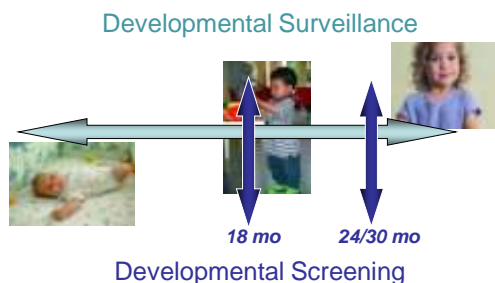 Developmental Surveillance
18 mo
24/30 mo
Developmental Screening